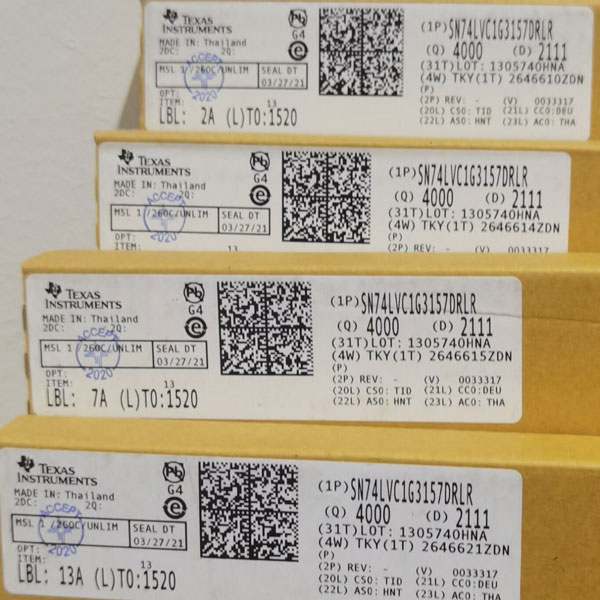 TEXAS
INSTRUMENTS
MADE IN: Thailand
2DC: 2Q:
MSL 1 /260C/UNLIM
SEAL DT
03/27/21
ACCEPT
2020
OPT:
ITEM: 13
LBL: 2A (L)TO:1520
Pb
G4
e
(1P)SN74LVC1G3157DRLR
(Q) 4000 (D) 2111
(31T)LOT: 1305740HNA
(4W) TKY(1T) 2646610ZDN
(P)
(2P) REV: - (V) 0033317
(20L) CSO: TID (21L) CCO:DEU
(22L) ASO: HNT (23L) ACO: THA
TEXAS
INSTRUMENTS
MADE IN: Thailand
2DC: 2Q:
MSL 1 /260C/UNLIM
SEAL DT
03/27/21
ACCEPT
2020
OPT:
ITEM: 13
Pb
G4
e
(1P)SN74LVC1G3157DRLR
(Q) 4000 (D) 2111
(31T)LOT: 1305740HNA
(4W) TKY(1T) 2646614ZDN
(P)
(2P) REV: - (V) 0033317
TEXAS
INSTRUMENTS
MADE IN: Thailand
2DC: 2Q:
MSL 1 /260C/UNLIM
SEAL DT
03/27/21
ACCEPT
2020
OPT:
ITEM: 13
LBL: 7A (L)TO:1520
Pb
G4
e
(1P)SN74LVC1G3157DRLR
(Q) 4000 (D) 2111
(31T)LOT: 1305740HNA
(4W) TKY(1T) 2646615ZDN
(P)
(2P) REV: - (V) 0033317
(20L) CSO: TID (21L) CCO:DEU
(22L) ASO: HNT (23L) ACO: THA
TEXAS
INSTRUMENTS
MADE IN: Thailand
2DC: 2Q:
MSL 1 /260C/UNLIM
SEAL DT
03/27/21
ACCEPT
2020
OPT:
ITEM: 13
LBL: 13A (L)TO:1520
Pb
G4
e
(1P)SN74LVC1G3157DRLR
(Q) 4000 (D) 2111
(31T)LOT: 1305740HNA
(4W) TKY(1T) 2646621ZDN
(P)
(2P) REV: - (V) 0033317
(20L) CSO: TID (21L) CCO:DEU
(22L) ASO: HNT (23L) ACO: THA